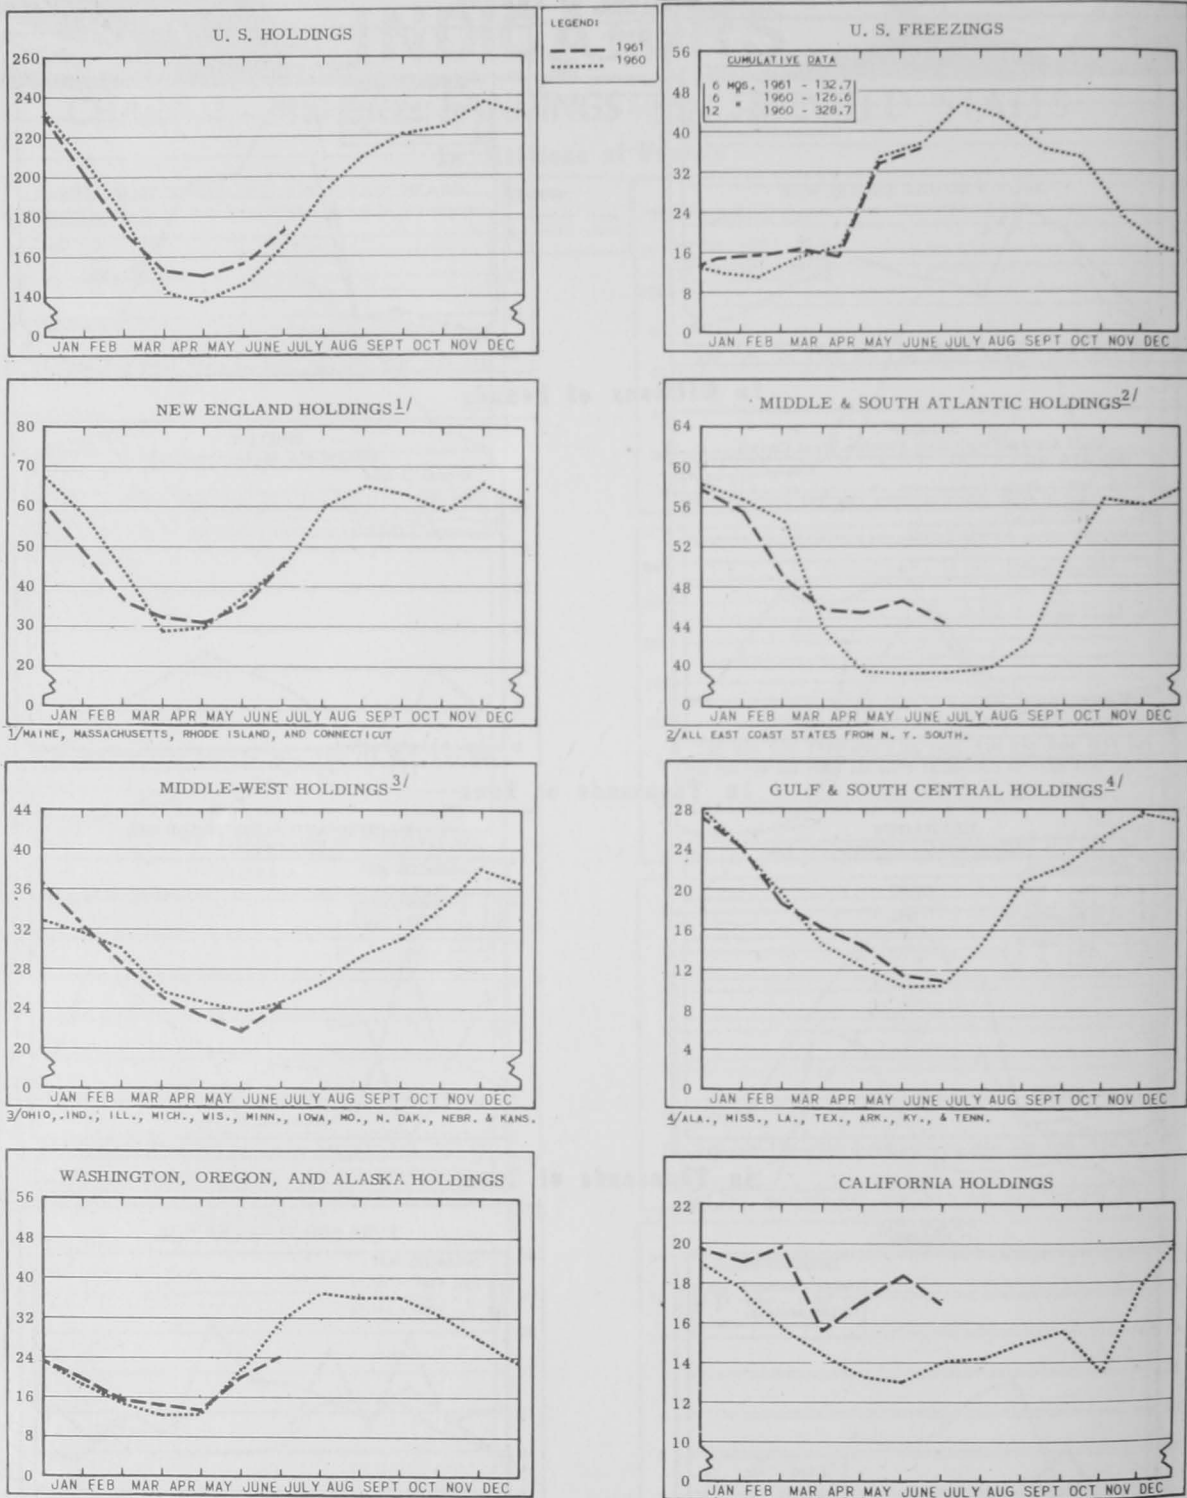 U. S. HOLDINGS
260
240
220
200
180
160
140
0
JAN FEB MAR APR MAY JUNE JULY AUG SEPT OCT NOV DEC
LEGEND:
1961
1960
U. S. FREEZINGS
56
48
40
32
24
16
8
0
CUMULATIVE DATA
6 MOS. 1961 - 132.7
6 " 1960 - 126.6
12 " 1960 - 328.7
JAN FEB MAR APR MAY JUNE JULY AUG SEPT OCT NOV DEC
NEW ENGLAND HOLDINGS 1/
80
70
60
50
40
30
20
0
JAN FEB MAR APR MAY JUNE JULY AUG SEPT OCT NOV DEC
1/MAINE, MASSACHUSETTS, RHODE ISLAND, AND CONNECTICUT
MIDDLE & SOUTH ATLANTIC HOLDINGS 2/
64
60
56
52
48
44
40
0
JAN FEB MAR APR MAY JUNE JULY AUG SEPT OCT NOV DEC
2/ALL EAST COAST STATES FROM N. Y. SOUTH.
MIDDLE-WEST HOLDINGS 3/
44
40
36
32
28
24
20
0
JAN FEB MAR APR MAY JUNE JULY AUG SEPT OCT NOV DEC
3/OHIO, IND., ILL., MICH., WIS., MINN., IOWA, MO., N. DAK., NEBR. & KANS.
GULF & SOUTH CENTRAL HOLDINGS 4/
28
24
20
16
12
8
4
0
JAN FEB MAR APR MAY JUNE JULY AUG SEPT OCT NOV DEC
4/ALA., MISS., LA., TEX., ARK., KY., & TENN.
WASHINGTON, OREGON, AND ALASKA HOLDINGS
56
48
40
32
24
16
8
0
JAN FEB MAR APR MAY JUNE JULY AUG SEPT OCT NOV DEC
CALIFORNIA HOLDINGS
22
20
18
16
14
12
10
0
JAN FEB MAR APR MAY JUNE JULY AUG SEPT OCT NOV DEC